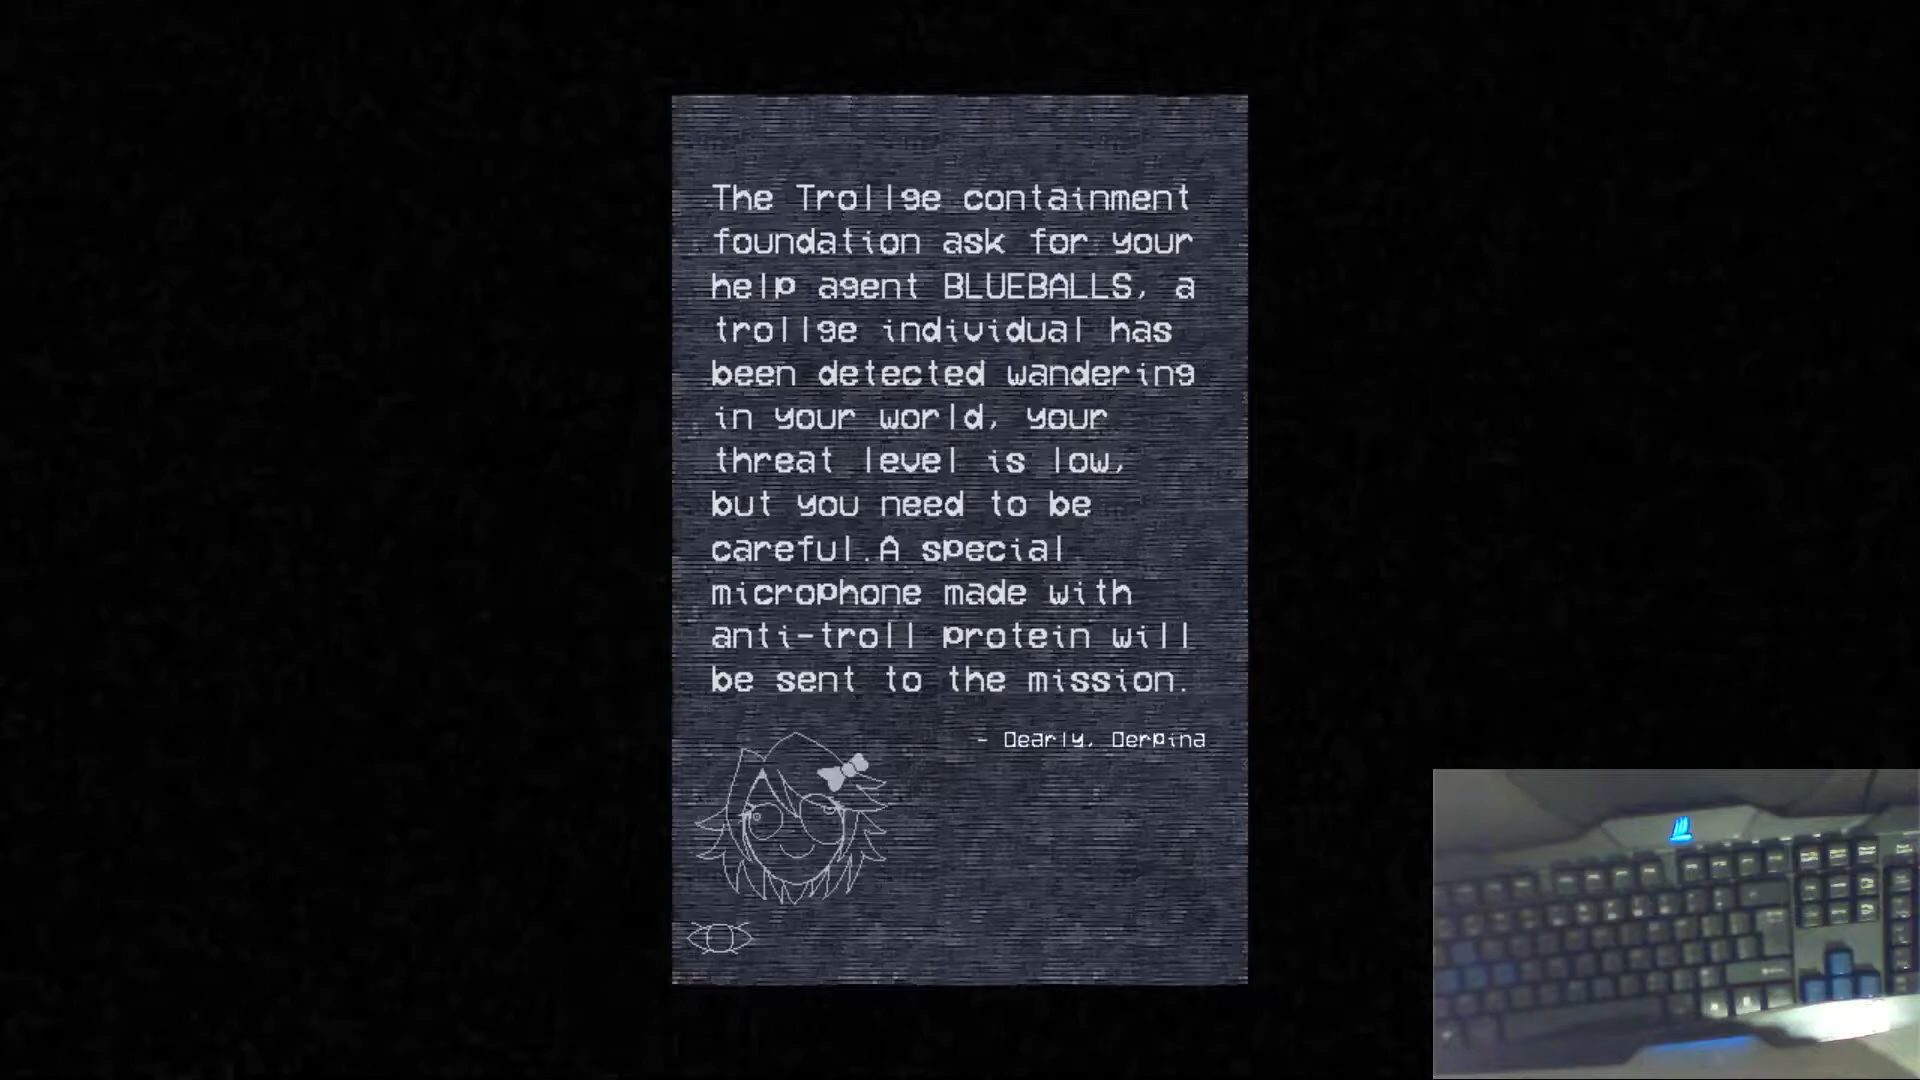 The Trollge containment
foundation ask for your
help agent BLUEBALLS, a
trollge individual has
been detected wandering
in your world, your
threat level is low,
but you need to be
careful.A special
microphone made with
anti-troll protein will
be sent to the mission.
- Dearly, Derpina